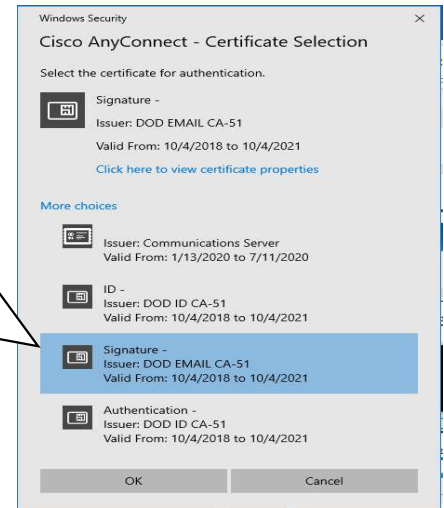 Windows Security
Cisco AnyConnect - Certificate Selection
Select the certificate for authentication.
Signature -
Issuer: DOD EMAIL CA-51
Valid From: 10/4/2018 to 10/4/2021
Click here to view certificate properties
More choices
Issuer: Communications Server
Valid From: 1/13/2020 to 7/11/2020
ID -
Issuer: DOD ID CA-51
Valid From: 10/4/2018 to 10/4/2021
Signature -
Issuer: DOD EMAIL CA-51
Valid From: 10/4/2018 to 10/4/2021
Authentication -
Issuer: DOD ID CA-51
Valid From: 10/4/2018 to 10/4/2021
OK
Cancel